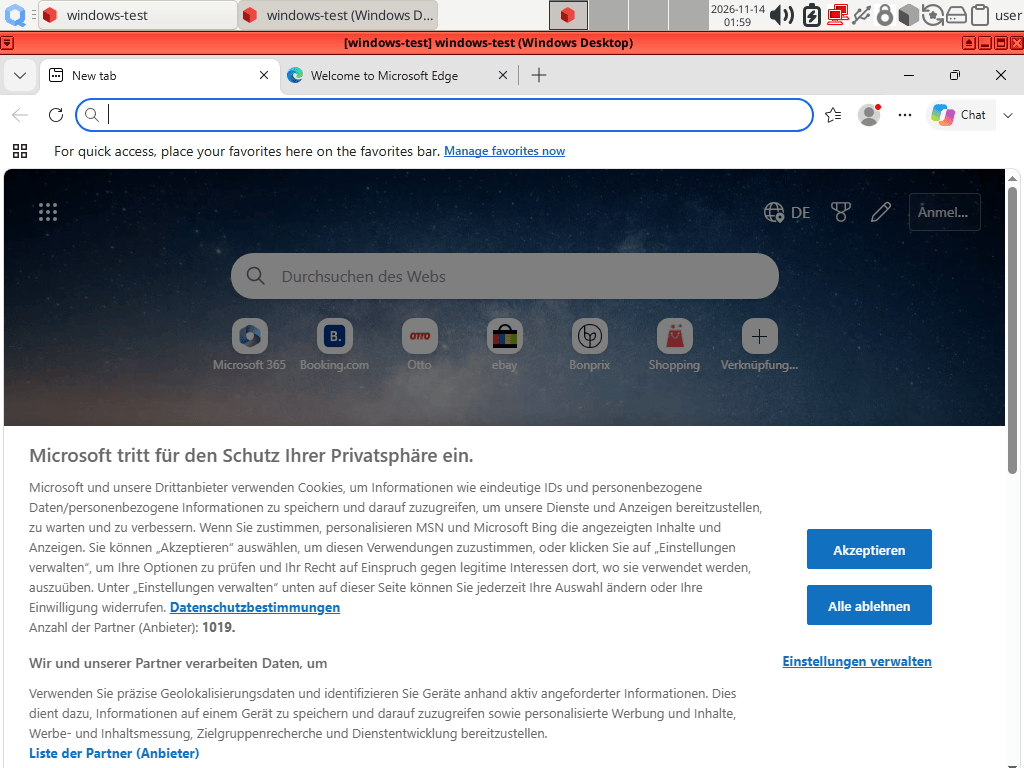 windows-test
windows-test (Windows D...
2026-11-14
01:59
user
[windows-test] windows-test (Windows Desktop)
New tab
Welcome to Microsoft Edge
Chat
For quick access, place your favorites here on the favorites bar. Manage favorites now
DE
Anmel...
Durchsuchen des Webs
B.
OTTO
Microsoft 365
Booking.com
Otto
ebay
Bonprix
Shopping
Verknüpfung...
Microsoft tritt für den Schutz Ihrer Privatsphäre ein.
Microsoft und unsere Drittanbieter verwenden Cookies, um Informationen wie eindeutige IDs und personenbezogene
Daten/personenbezogene Informationen zu speichern und darauf zuzugreifen, um unsere Dienste und Anzeigen bereitzustellen,
zu warten und zu verbessern. Wenn Sie zustimmen, personalisieren MSN und Microsoft Bing die angezeigten Inhalte und
Anzeigen. Sie können „Akzeptieren“ auswählen, um diesen Verwendungen zuzustimmen, oder klicken Sie auf „Einstellungen
verwalten“, um Ihre Optionen zu prüfen und Ihr Recht auf Einspruch gegen legitime Interessen dort, wo sie verwendet werden,
auszuüben. Unter „Einstellungen verwalten“ unten auf dieser Seite können Sie jederzeit Ihre Auswahl ändern oder Ihre
Einwilligung widerrufen. Datenschutzbestimmungen
Anzahl der Partner (Anbieter): 1019.
Akzeptieren
Alle ablehnen
Einstellungen verwalten
Wir und unserer Partner verarbeiten Daten, um
Verwenden Sie präzise Geolokalisierungsdaten und identifizieren Sie Geräte anhand aktiv angeforderter Informationen. Dies
dient dazu, Informationen auf einem Gerät zu speichern und darauf zuzugreifen sowie personalisierte Werbung und Inhalte,
Werbe- und Inhaltsmessung, Zielgruppenrecherche und Dienstentwicklung bereitzustellen.
Liste der Partner (Anbieter)